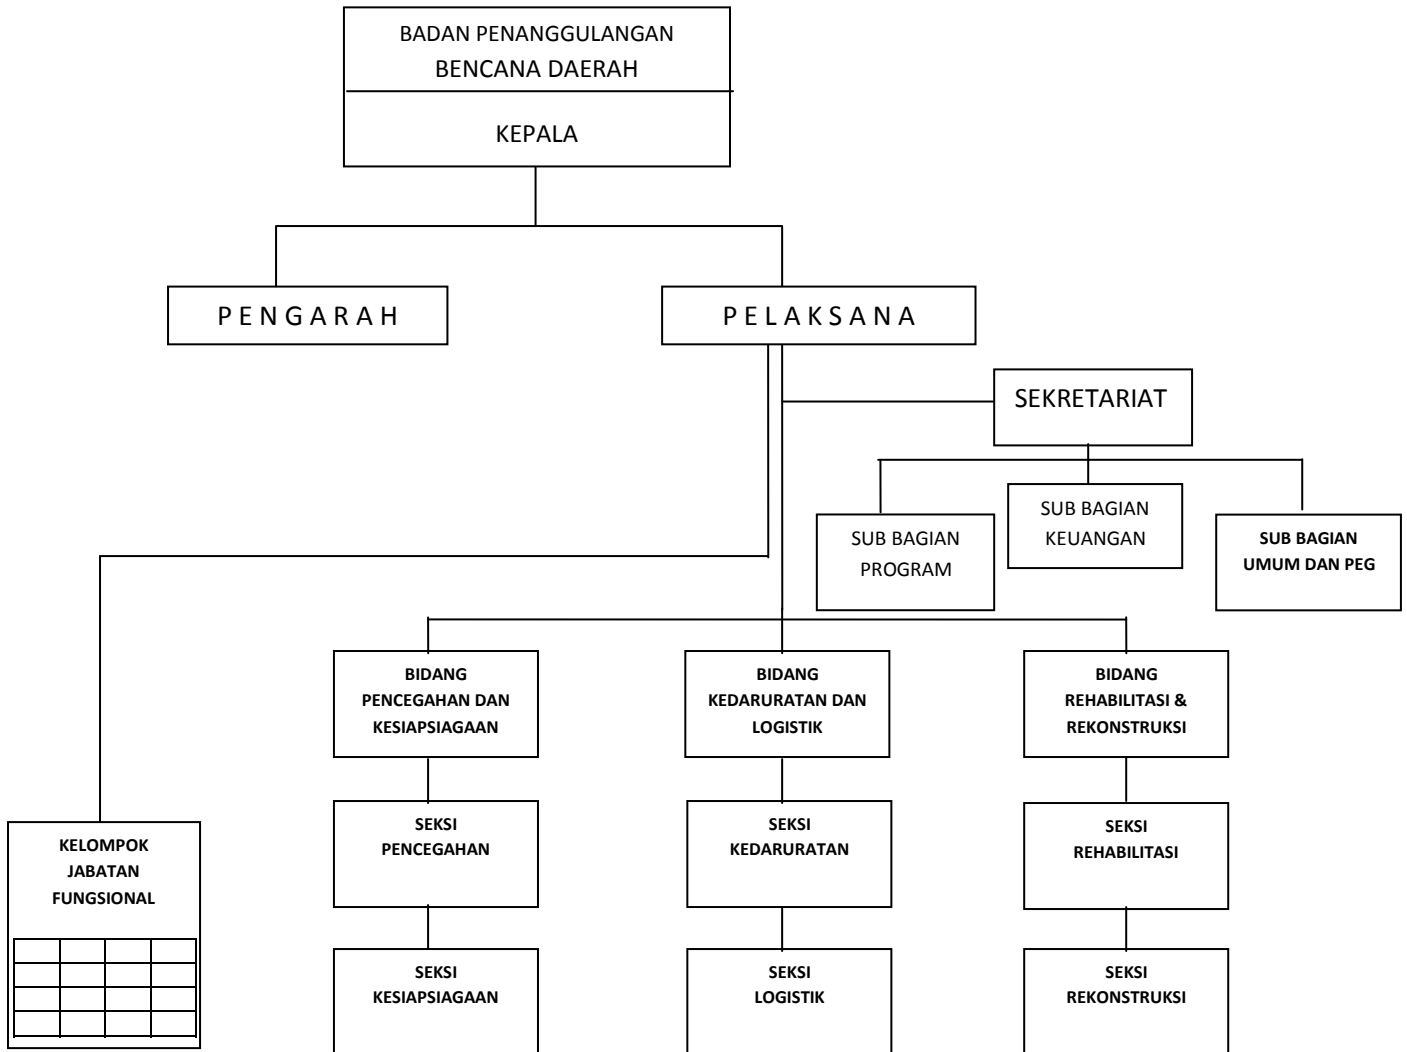 BADAN PENANGGULANGAN
BENCANA DAERAH
KEPALA
P E N G A R A H
P E L A K S A N A
SEKRETARIAT
SUB BAGIAN
PROGRAM
SUB BAGIAN
KEUANGAN
SUB BAGIAN
UMUM DAN PEG
BIDANG
PENCEGAHAN DAN
KESIAPSIAGAAN
BIDANG
KEDARURATAN DAN
LOGISTIK
BIDANG
REHABILITASI &
REKONSTRUKSI
KELOMPOK
JABATAN
FUNGSIONAL
SEKSI
PENCEGAHAN
SEKSI
KEDARURATAN
SEKSI
REHABILITASI
SEKSI
KESIAPSIAGAAN
SEKSI
LOGISTIK
SEKSI
REKONSTRUKSI